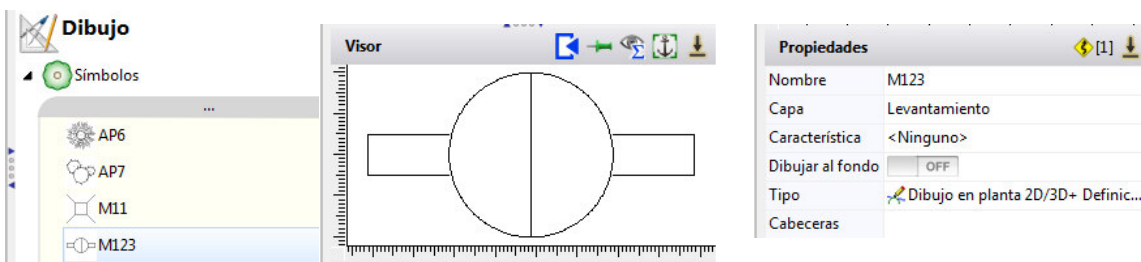 Dibujo
Símbolos
...
AP6
AP7
M11
M123
Visor
Propiedades [1]
Nombre M123
Capa Levantamiento
Característica <Ninguno>
Dibujar al fondo OFF
Tipo Dibujo en planta 2D/3D+ Definic...
Cabeceras